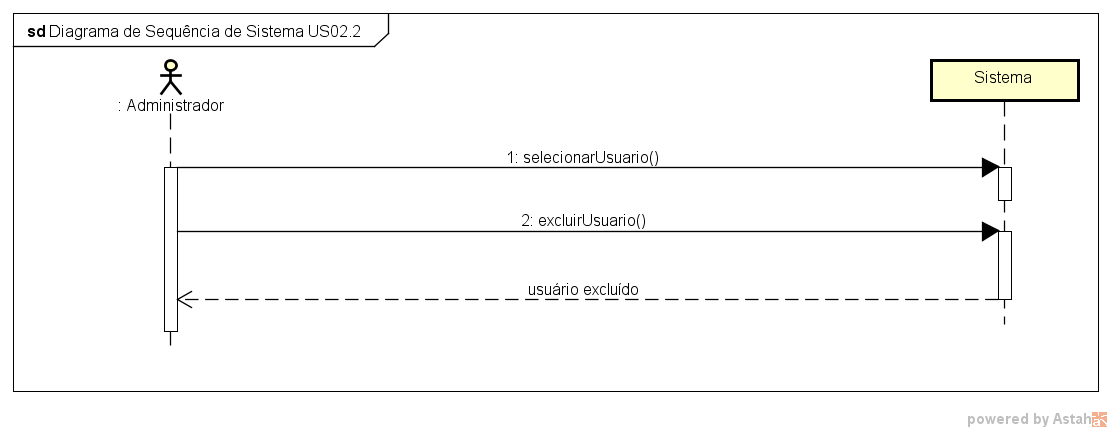 sd Diagrama de Sequência de Sistema US02.2
Sistema
: Administrador
1: selecionarUsuario()
2: excluirUsuario()
usuário excluído
powered by Astah